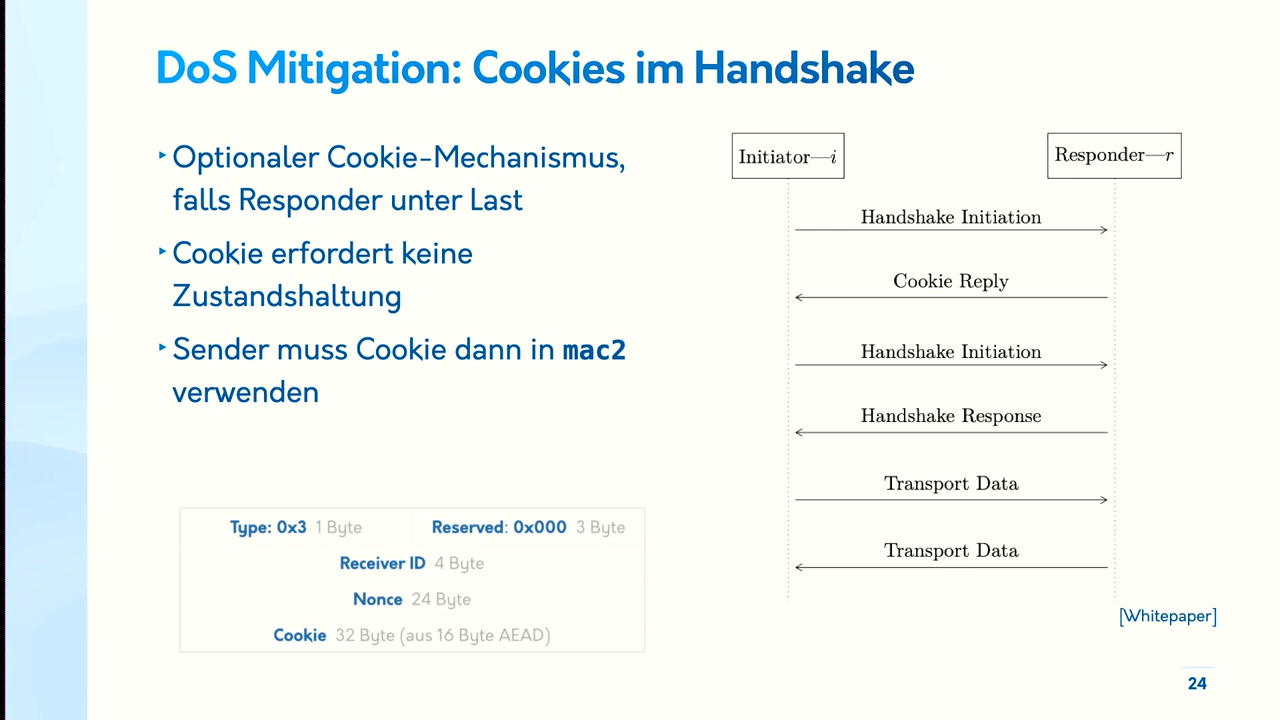 DoS Mitigation: Cookies im Handshake
‣ Optionaler Cookie-Mechanismus,
falls Responder unter Last
‣ Cookie erfordert keine
Zustandshaltung
‣ Sender muss Cookie dann in mac2
verwenden
Type: 0x3 1 Byte Reserved: 0x000 3 Byte
Receiver ID 4 Byte
Nonce 24 Byte
Cookie 32 Byte (aus 16 Byte AEAD)
Initiator—i Responder—r
Handshake Initiation
Cookie Reply
Handshake Initiation
Handshake Response
Transport Data
Transport Data
[Whitepaper]
24